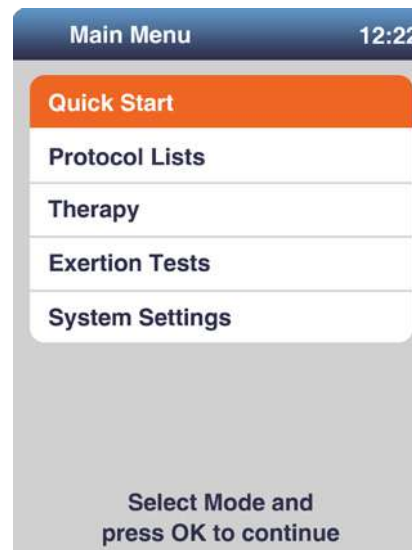 Main Menu 12:22
Quick Start
Protocol Lists
Therapy
Exertion Tests
System Settings
Select Mode and
press OK to continue